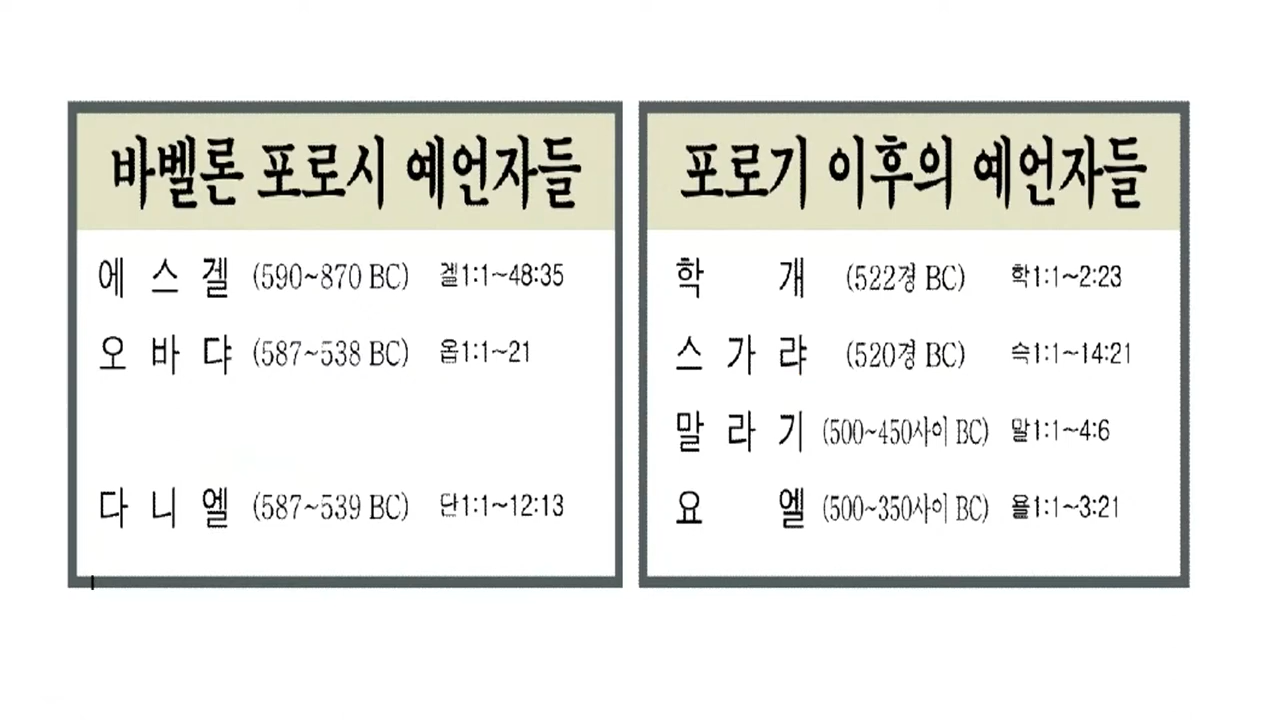 바벨론 포로시 예언자들
에스겔 (590~870 BC) 겔1:1~48:35
오바댜 (587~538 BC) 옵1:1~21
다니엘 (587~539 BC) 단1:1~12:13
포로기 이후의 예언자들
학개 (522경 BC) 학1:1~2:23
스가랴 (520경 BC) 슥1:1~14:21
말라기 (500~450사이 BC) 말1:1~4:6
요엘 (500~350사이 BC) 욜1:1~3:21